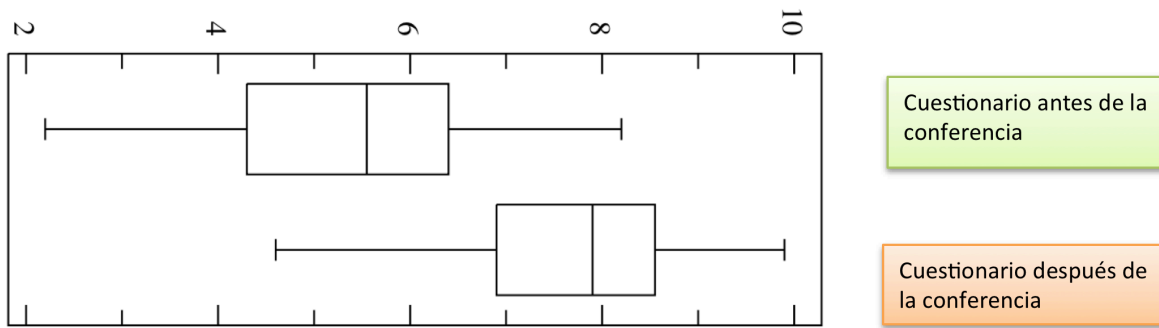 2 4 6 8 10
Cuestionario antes de la
conferencia
Cuestionario después de
la conferencia